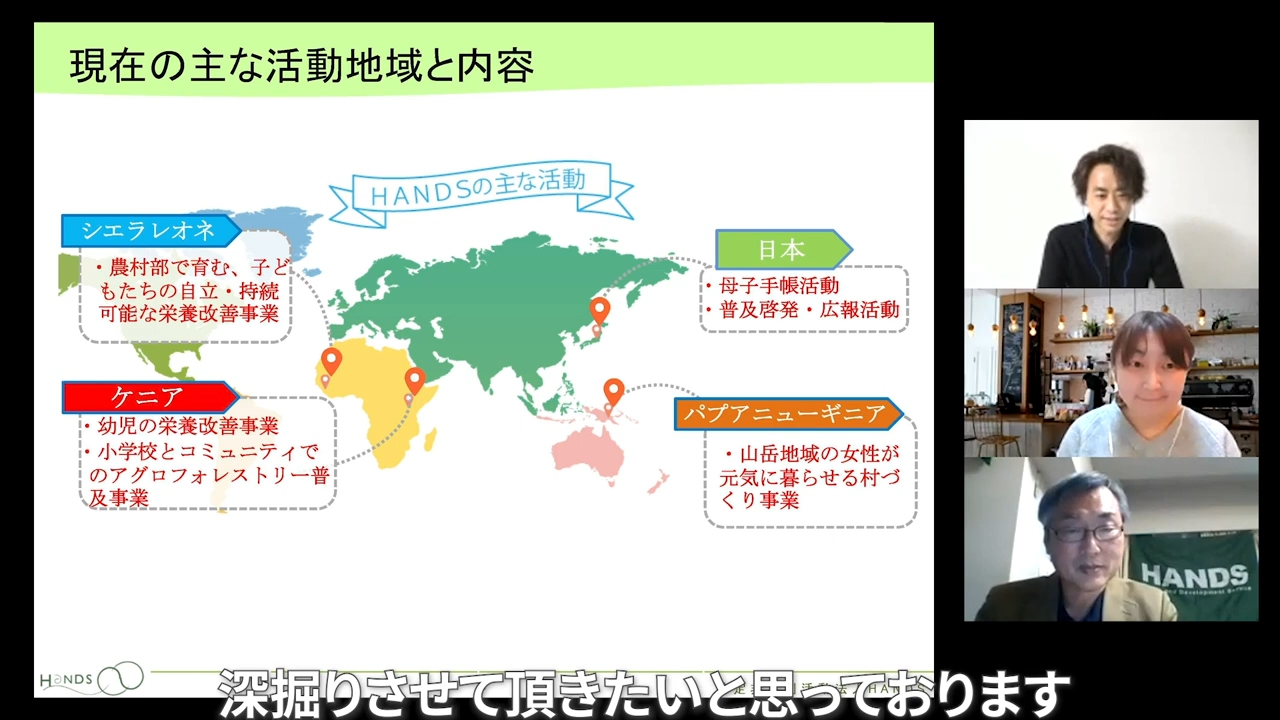 現在の主な活動地域と内容
HANDSの主な活動
シエラレオネ
・農村部で育む、子ど
もたちの自立・持続
可能な栄養改善事業
ケニア
・幼児の栄養改善事業
・小学校とコミュニティで
のアグロフォレストリー普
及事業
日本
・母子手帳活動
・普及啓発・広報活動
パプアニューギニア
・山岳地域の女性が
元気に暮らせる村づ
くり事業
HANDS
and Development Service
HANDS
深掘りさせて頂きたいと思っております